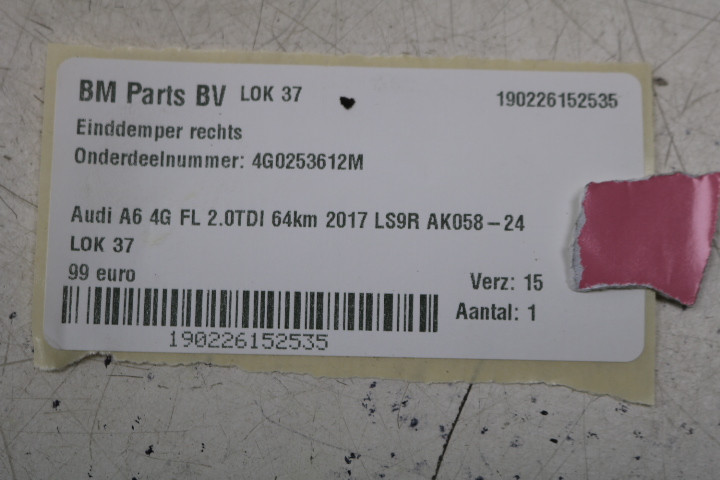 BM Parts BV LOK 37 190226152535
Einddemper rechts
Onderdeelnummer: 4G0253612M
Audi A6 4G FL 2.0TDI 64km 2017 LS9R AK058-24
LOK 37
99 euro
Verz: 15
Aantal: 1
190226152535